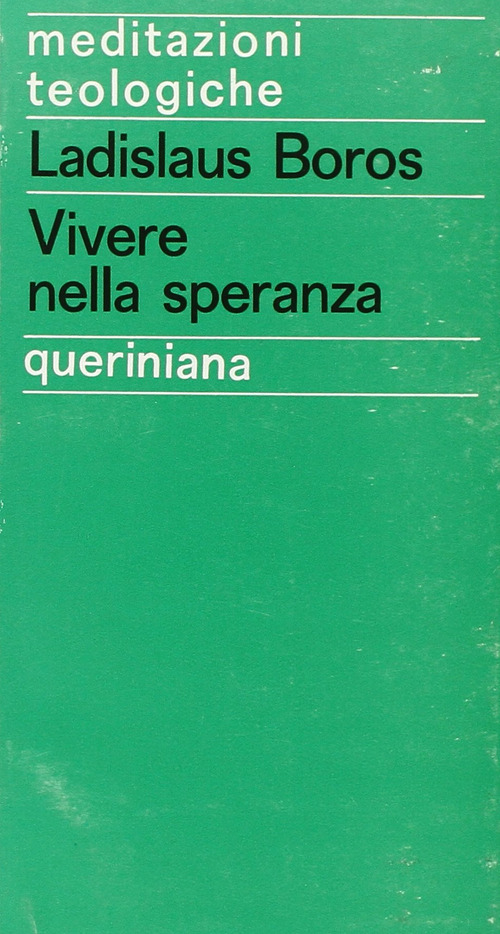 meditazioni
teologiche
Ladislaus Boros
Vivere
nella speranza
queriniana